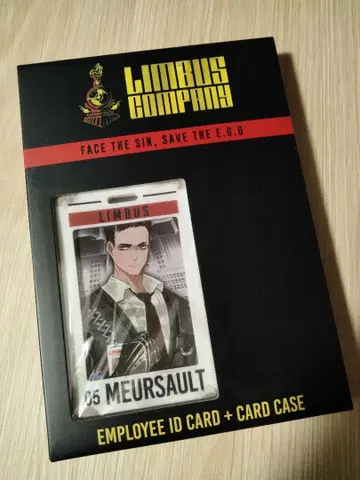 LIMBUS
COMPANY
FACE THE SIN, SAVE THE E.G.O
LIMBUS
05 MEURSAULT
EMPLOYEE ID CARD + CARD CASE